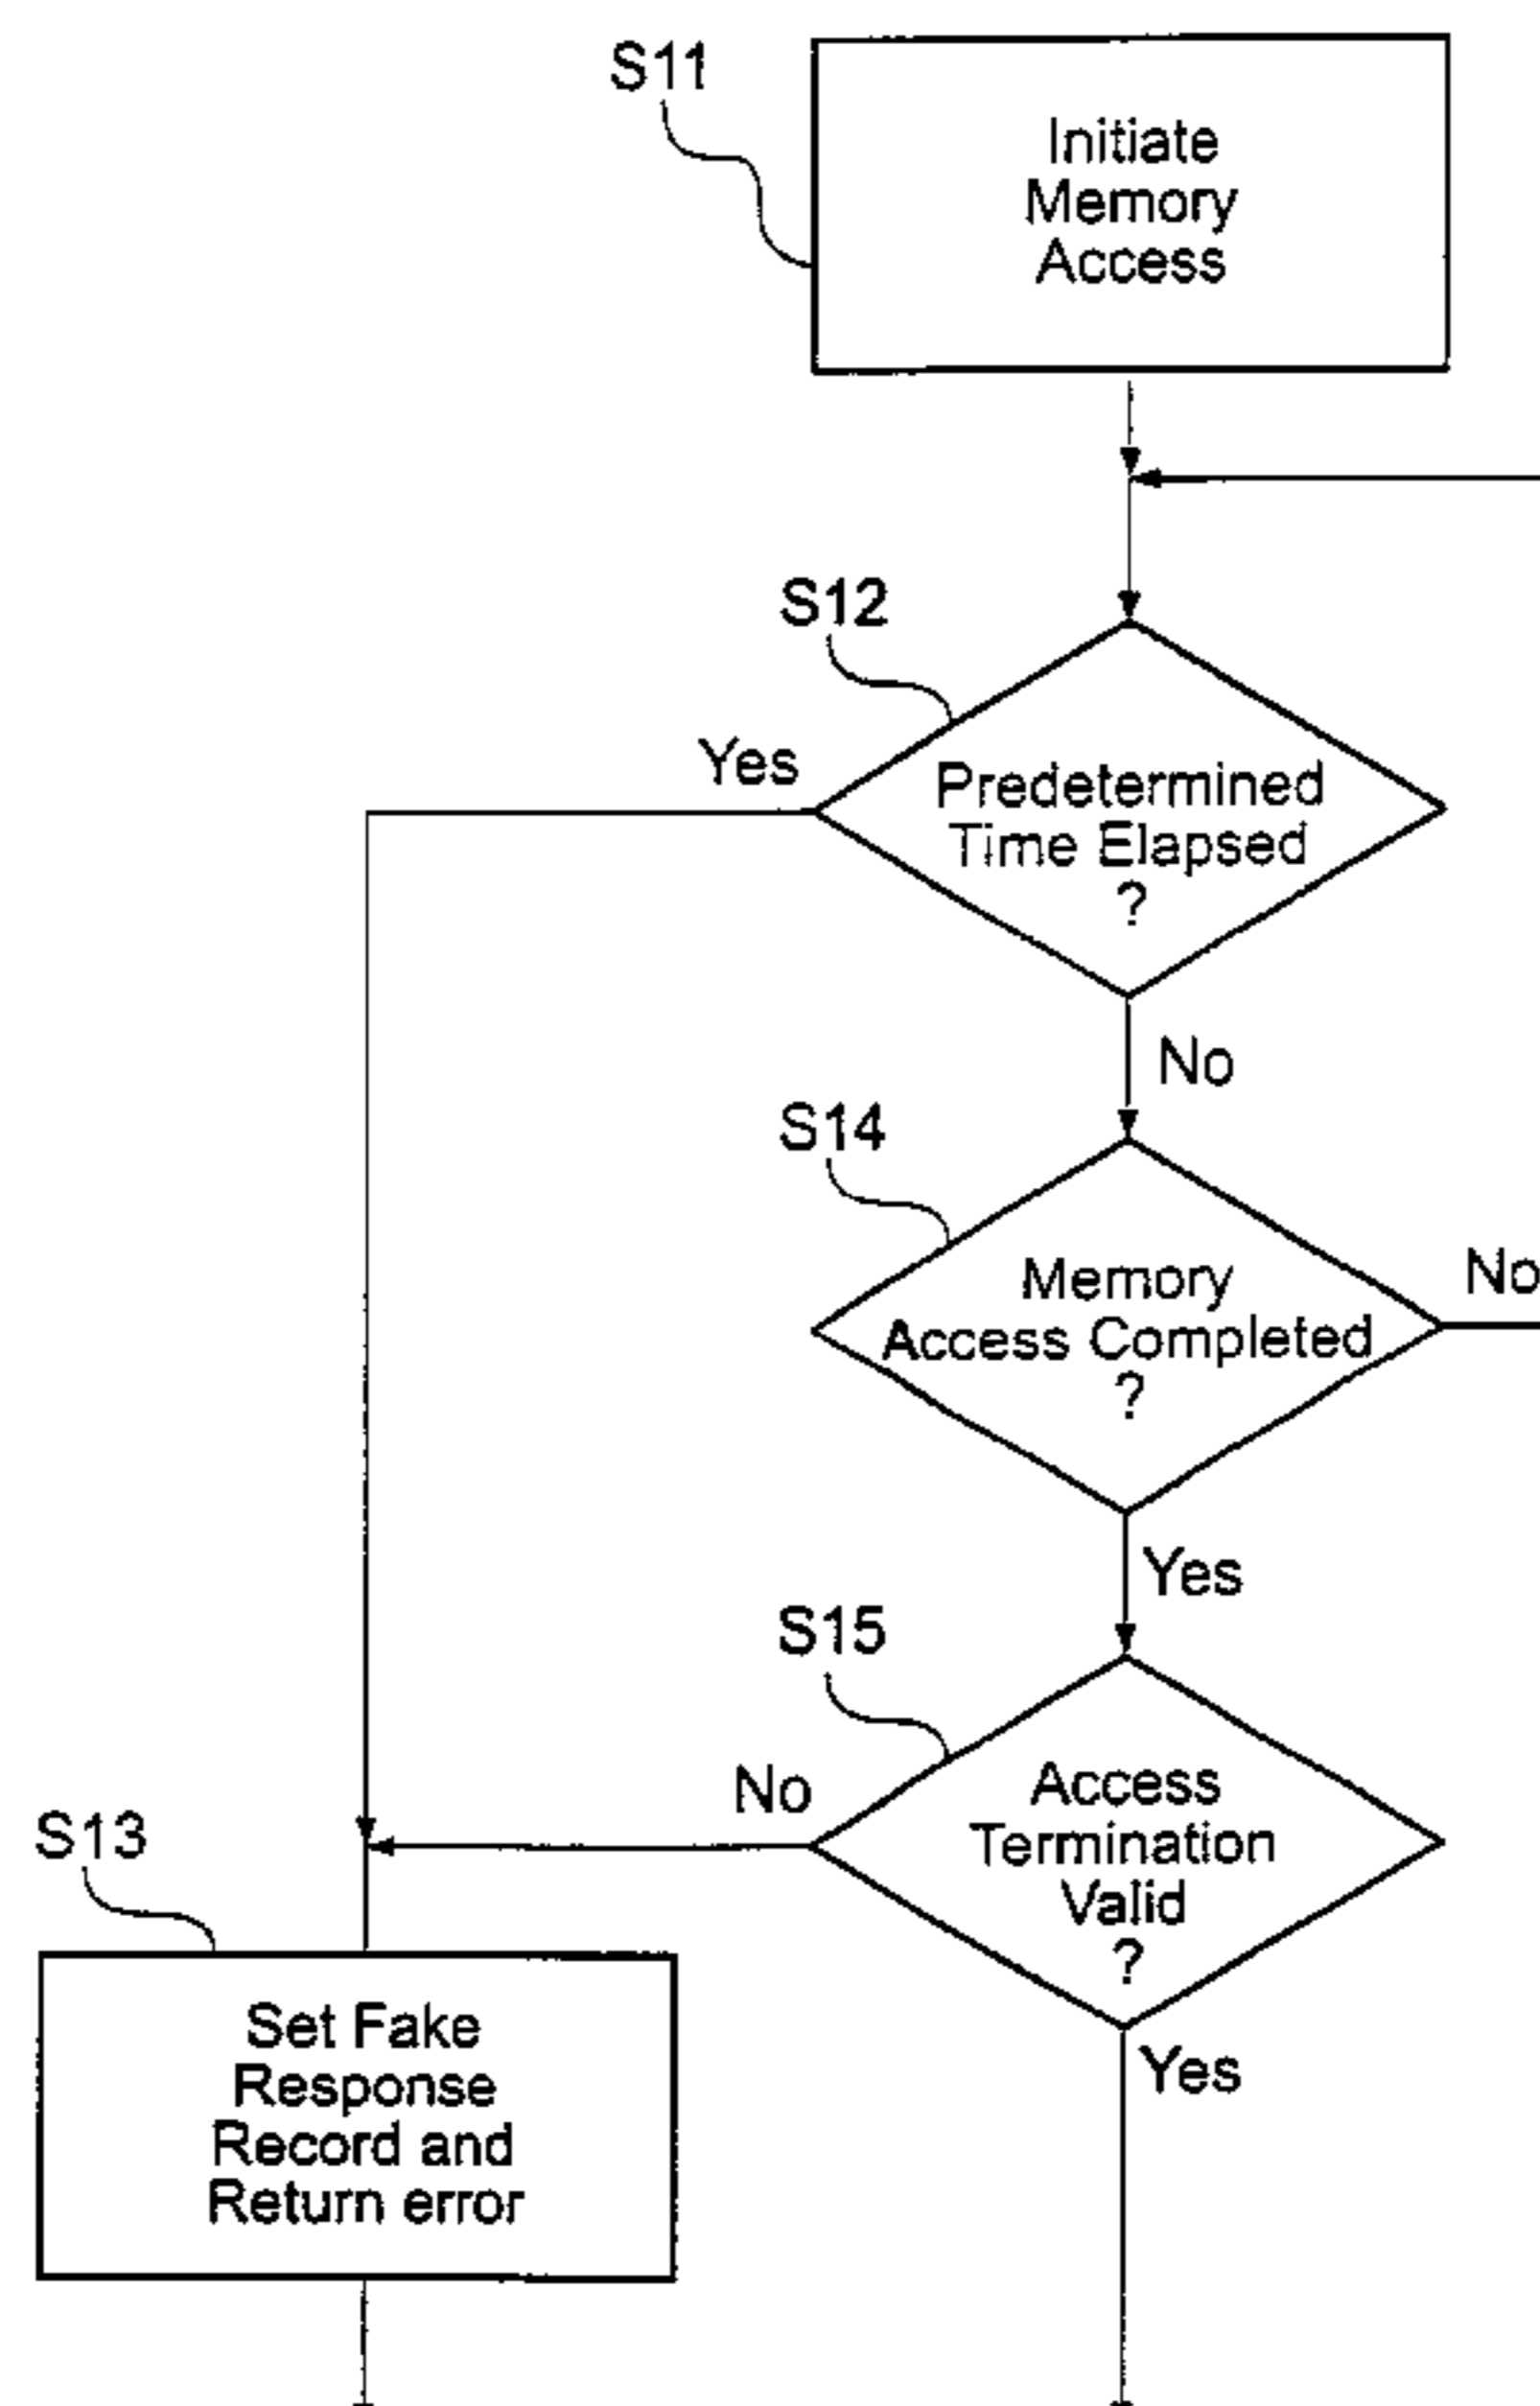 S11
Initiate
Memory
Access
S12
Yes
Predetermined
Time Elapsed
?
No
S14
Memory
Access Completed
?
No
Yes
S15
No
Access
Termination
Valid
?
S13
Yes
Set Fake
Response
Record and
Return error